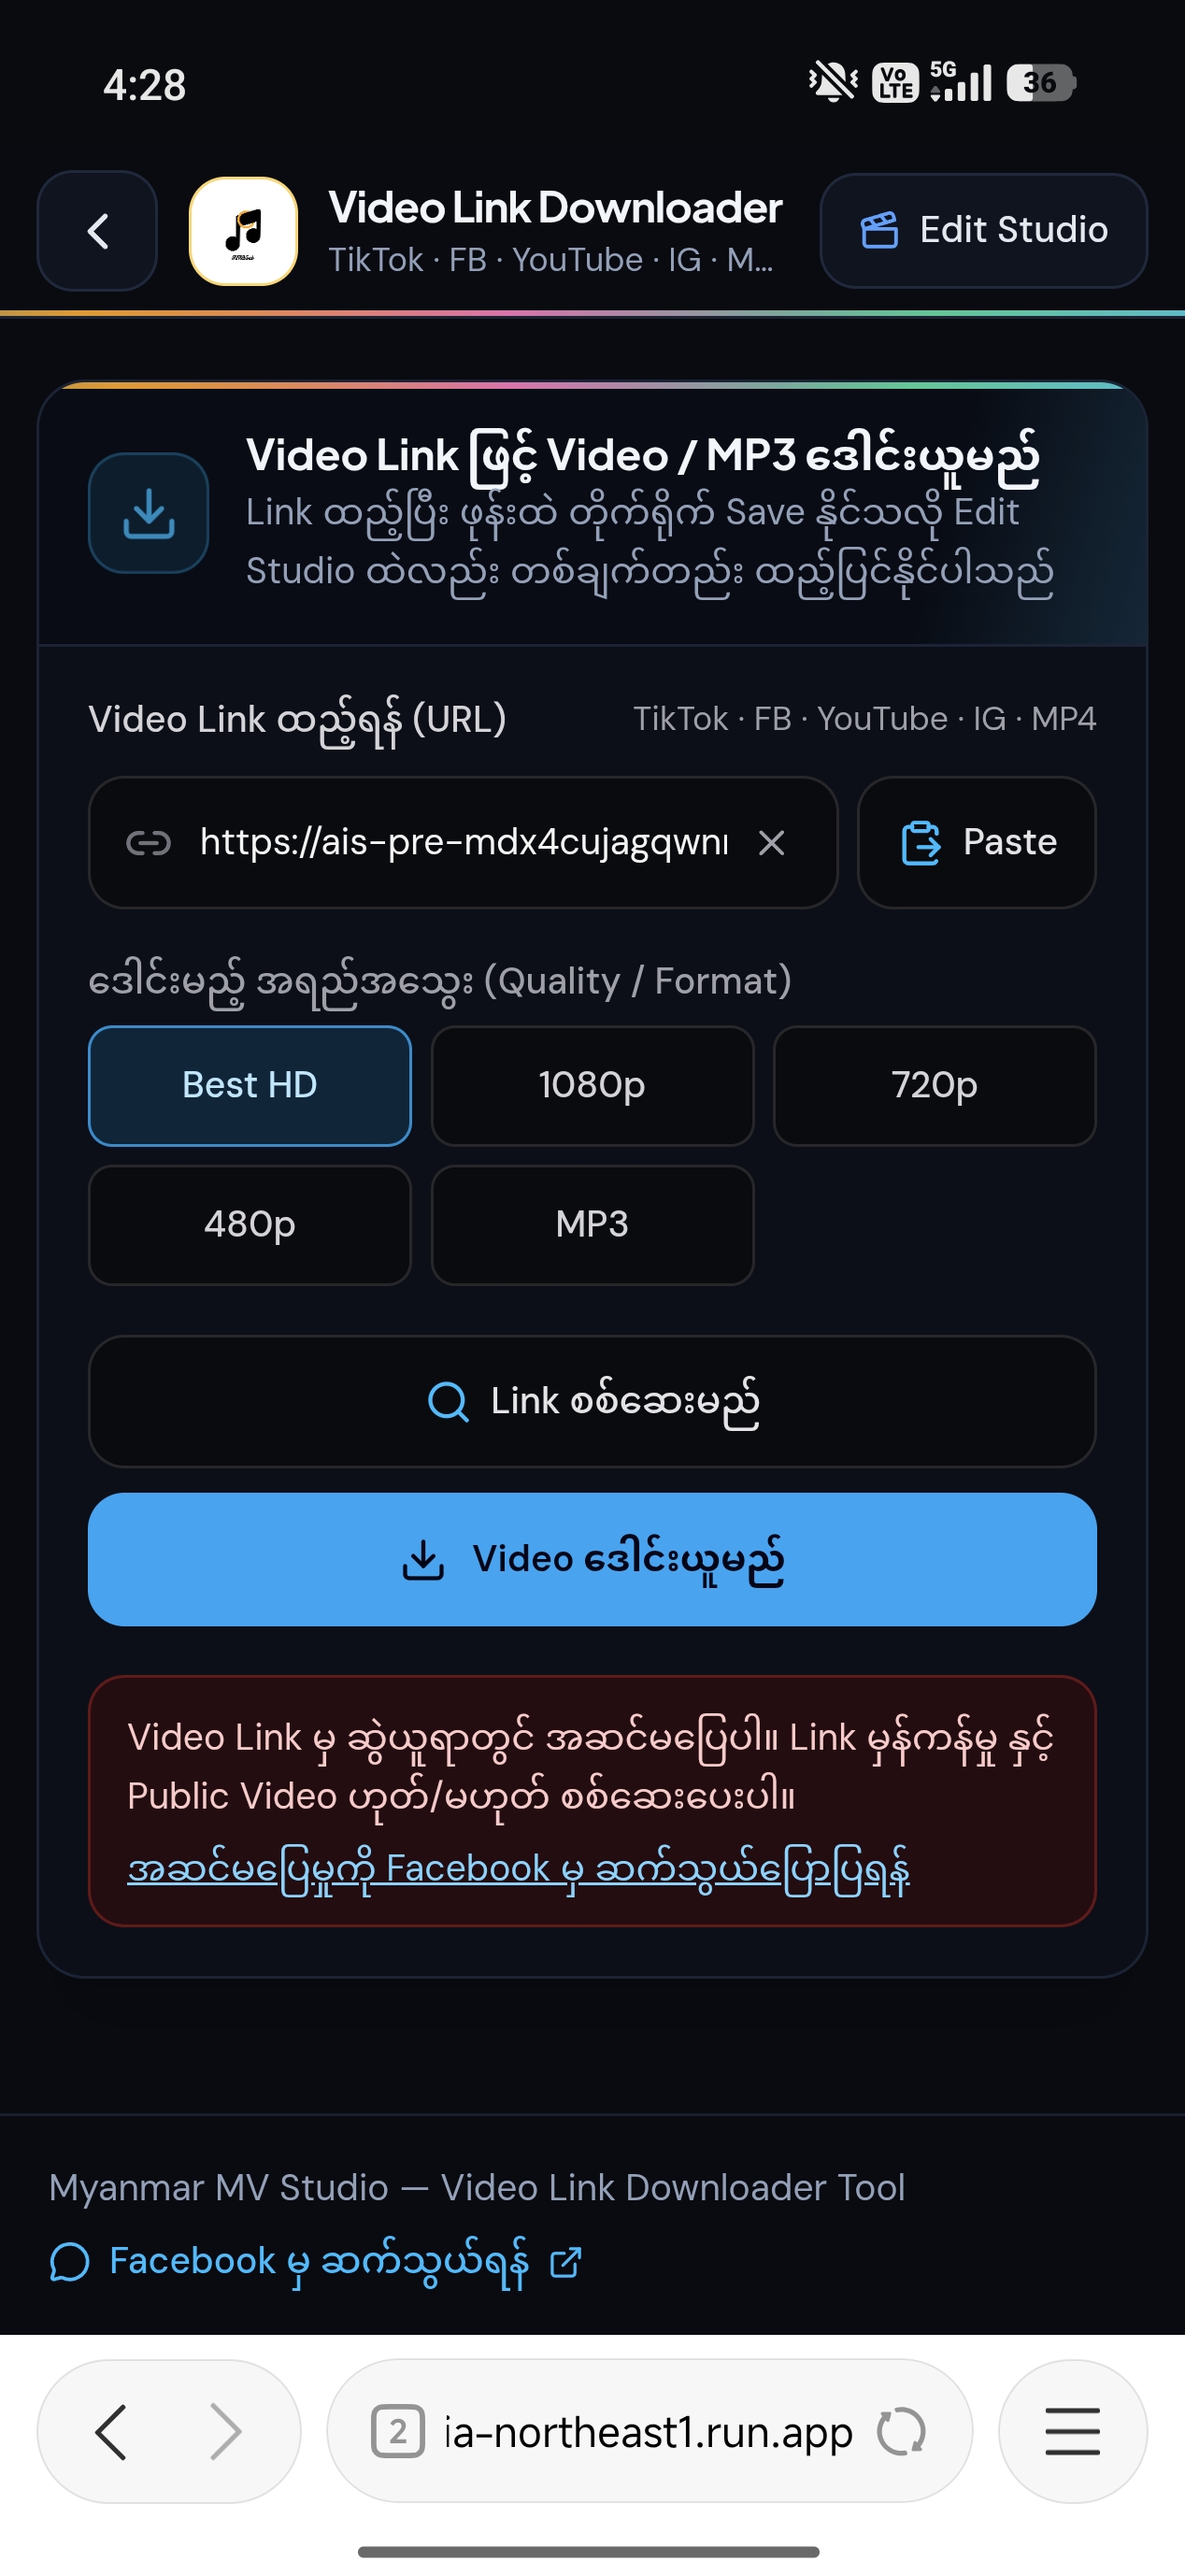 4:28
Vo LTE 5G 36
Video Link Downloader
TikTok · FB · YouTube · IG · M...
Edit Studio
Video Link ဖြင့် Video / MP3 ဒေါင်းယူမည်
Link ထည့်ပြီး ဖုန်းထဲ တိုက်ရိုက် Save နိုင်သလို Edit
Studio ထဲလည်း တစ်ချက်တည်း ထည့်ပြင်နိုင်ပါသည်
Video Link ထည့်ရန် (URL)
TikTok · FB · YouTube · IG · MP4
https://ais-pre-mdx4cujagqwn
Paste
ဒေါင်းမည့် အရည်အသွေး (Quality / Format)
Best HD
1080p
720p
480p
MP3
Link စစ်ဆေးမည်
Video ဒေါင်းယူမည်
Video Link မှ ဆွဲယူရာတွင် အဆင်မပြေပါ။ Link မှန်ကန်မှု နှင့်
Public Video ဟုတ်/မဟုတ် စစ်ဆေးပေးပါ။
အဆင်မပြေမှုကို Facebook မှ ဆက်သွယ်ပြောပြရန်
Myanmar MV Studio — Video Link Downloader Tool
Facebook မှ ဆက်သွယ်ရန်
2
ia-northeast1.run.app